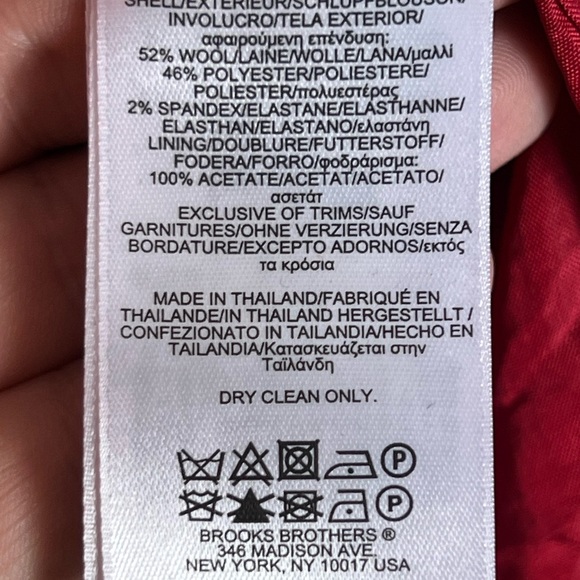 SHELL/EXTERIEUR/SCHLUPFBLOUSON/
INVOLUCRO/TELA EXTERIOR/
αφαιρούμενη επένδυση:
52% WOOL/LAINE/WOLLE/LANA/μαλλί
46% POLYESTER/POLIESTERE/
POLIESTER/πολυεστέρας
2% SPANDEX/ELASTANE/ELASTHANNE/
ELASTHAN/ELASTANO/ελαστάνη
LINING/DOUBLURE/FUTTERSTOFF/
FODERA/FORRO/φοδράρισμα:
100% ACETATE/ACETAT/ACETATO/
ασετάτ
EXCLUSIVE OF TRIMS/SAUF
GARNITURES/OHNE VERZIERUNG/SENZA
BORDATURE/EXCEPTO ADORNOS/εκτός
τα κρόσια
MADE IN THAILAND/FABRIQUÉ EN
THAILANDE/IN THAILAND HERGESTELLT /
CONFEZIONATO IN TAILANDIA/HECHO EN
TAILANDIA/Κατασκευάζεται στην
Ταϊλάνδη
DRY CLEAN ONLY.
P
P
BROOKS BROTHERS ®
346 MADISON AVE.
NEW YORK, NY 10017 USA